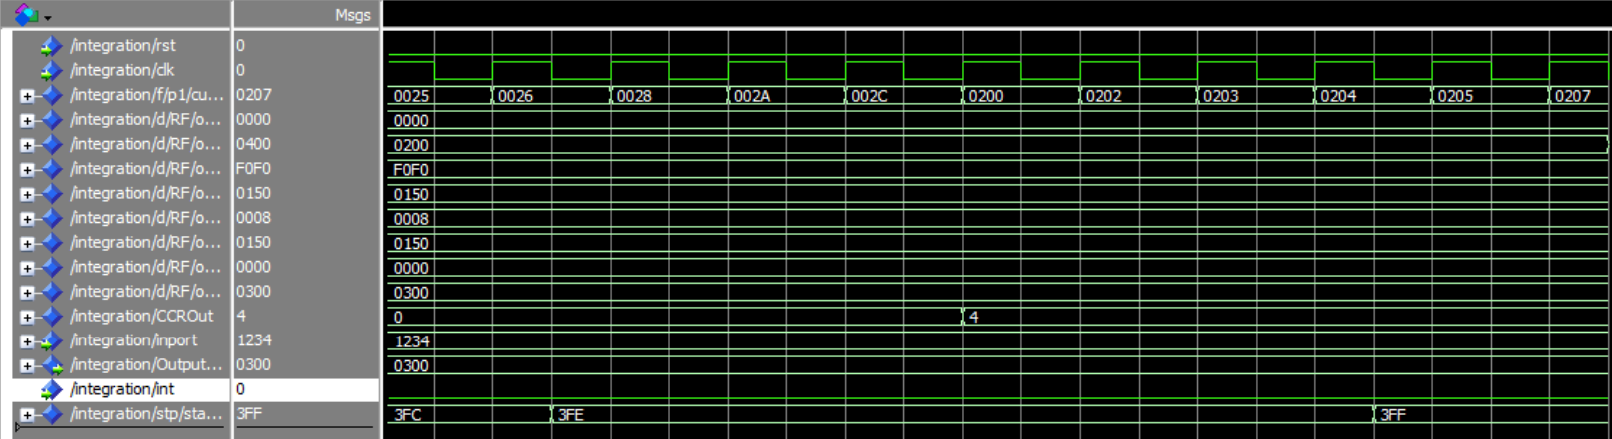 Msgs
/integration/rst 0
/integration/clk 0
/integration/f/p1/cu... 0207 0025 0026 0028 002A 002C 0200 0202 0203 0204 0205 0207
/integration/d/RF/o... 0000 0000
/integration/d/RF/o... 0400 0200
/integration/d/RF/o... F0F0 F0F0
/integration/d/RF/o... 0150 0150
/integration/d/RF/o... 0008 0008
/integration/d/RF/o... 0150 0150
/integration/d/RF/o... 0000 0000
/integration/d/RF/o... 0300 0300
/integration/CCROut 4 0 4
/integration/inport 1234 1234
/integration/Output... 0300 0300
/integration/int 0
/integration/stp/sta... 3FF 3FC 3FE 3FF